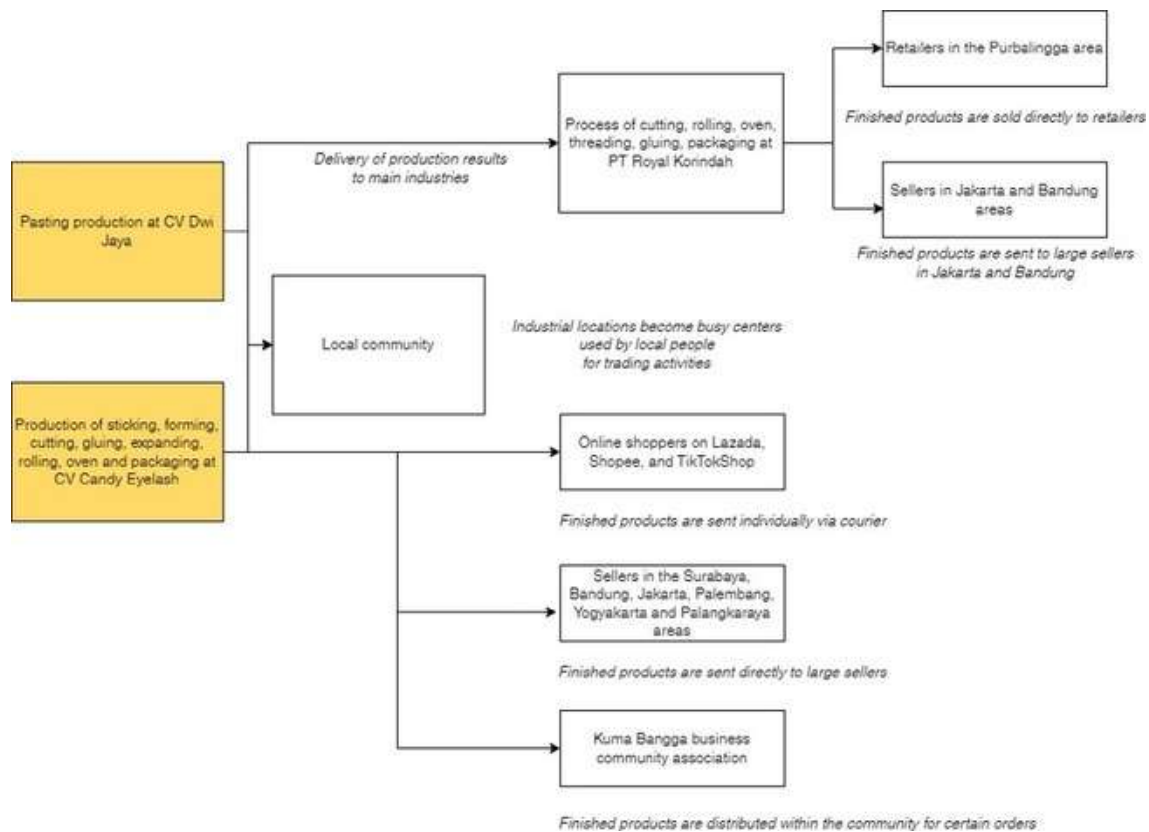 Retailers in the Purbalingga area
Finished products are sold directly to retailers
Process of cutting, rolling, oven,
threading, gluing, packaging at
PT Royal Korindah
Delivery of production results
to main industries
Sellers in Jakarta and Bandung
areas
Finished products are sent to large sellers
in Jakarta and Bandung
Pasting production at CV Dwi
Jaya
Local community
Industrial locations become busy centers
used by local people
for trading activities
Production of sticking, forming,
cutting, gluing, expanding,
rolling, oven and packaging at
CV Candy Eyelash
Online shoppers on Lazada,
Shopee, and TikTokShop
Finished products are sent individually via courier
Sellers in the Surabaya,
Bandung, Jakarta, Palembang,
Yogyakarta and Palangkaraya
areas
Finished products are sent directly to large sellers
Kuma Bangga business
community association
Finished products are distributed within the community for certain orders